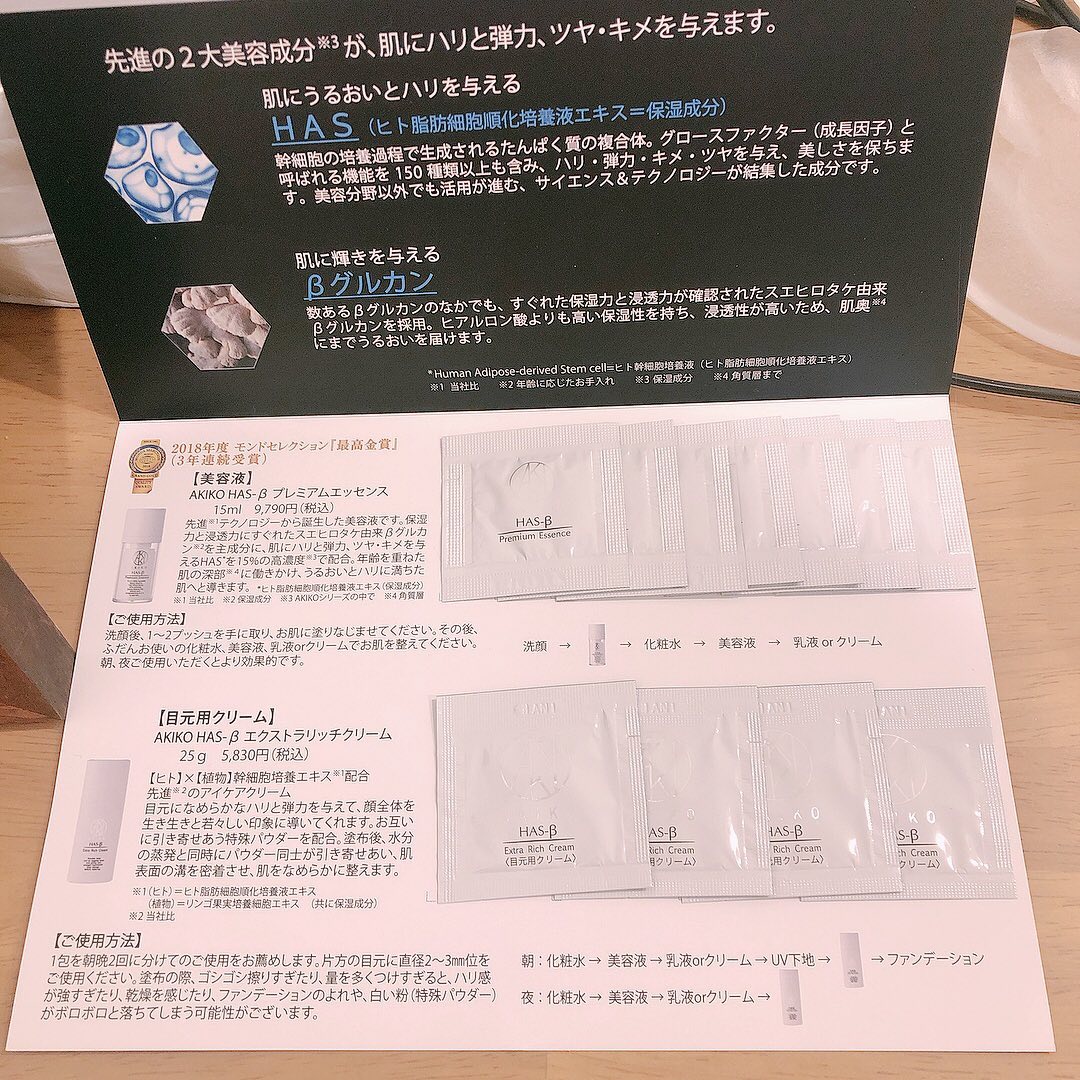 先進の2大美容成分※3が、肌にハリと弾力、ツヤ・キメを与えます。
肌にうるおいとハリを与える
HAS（ヒト脂肪細胞順化培養液エキス＝保湿成分）
幹細胞の培養過程で生成されるたんぱく質の複合体。グロースファクター（成長因子）と
呼ばれる機能を150種類以上も含み、ハリ・弾力・キメ・ツヤを与え、美しさを保ちま
す。美容分野以外でも活用が進む、サイエンス＆テクノロジーが結集した成分です。
肌に輝きを与える
βグルカン
数あるβグルカンのなかでも、すぐれた保湿力と浸透力が確認されたスエヒロタケ由来
βグルカンを採用。ヒアルロン酸よりも高い保湿性を持ち、浸透性が高いため、肌奥※4
にまでうるおいを届けます。
*Human Adipose-derived Stem cell=ヒト幹細胞培養液（ヒト脂肪細胞順化培養液エキス）
※1 当社比 ※2 年齢に応じたお手入れ ※3 保湿成分 ※4 角質層まで
2018年度 モンドセレクション『最高金賞』
（3年連続受賞）
【美容液】
AKIKO HAS-β プレミアムエッセンス
15ml 9,790円（税込）
先進※1テクノロジーから誕生した美容液です。保湿
力と浸透力にすぐれたスエヒロタケ由来βグルカ
ン※2を主成分に、肌にハリと弾力、ツヤ・キメを与
えるHAS*を15％の高濃度※3で配合。年齢を重ねた
肌の深部※4に働きかけ、うるおいとハリに満ちた
肌へと導きます。 *ヒト脂肪細胞順化培養液エキス（保湿成分）
※1 当社比 ※2 保湿成分 ※3 AKIKOシリーズの中で ※4 角質層
HAS-β
Premium Essence
【ご使用方法】
洗顔後、1〜2プッシュを手に取り、お肌に塗りなじませてください。その後、
ふだんお使いの化粧水、美容液、乳液orクリームでお肌を整えてください。
朝、夜ご使用いただくとより効果的です。
洗顔 → → 化粧水 → 美容液 → 乳液 or クリーム
【目元用クリーム】
AKIKO HAS-β エクストラリッチクリーム
25g 5,830円（税込）
【ヒト】×【植物】幹細胞培養エキス※1配合
先進※2のアイケアクリーム
目元になめらかなハリと弾力を与えて、顔全体を
生き生きと若々しい印象に導いてくれます。お互い
に引き寄せあう特殊パウダーを配合。塗布後、水分
の蒸発と同時にパウダー同士が引き寄せあい、肌
表面の溝を密着させ、肌をなめらかに整えます。
※1（ヒト）＝ヒト脂肪細胞順化培養液エキス
（植物）＝リンゴ果実培養細胞エキス （共に保湿成分）
※2 当社比
HAS-β
Extra Rich Cream
〈目元用クリーム〉
AS-β
Rich Cream
元用クリーム〉
HAS-β
Rich Cream
用クリーム〉
KO
S-β
ich Cream
クリーム〉
【ご使用方法】
1包を朝晩2回に分けてのご使用をお薦めします。片方の目元に直径2〜3㎜位を
ご使用ください。塗布の際、ゴシゴシ擦りすぎたり、量を多くつけすぎると、ハリ感
が強すぎたり、乾燥を感じたり、ファンデーションのよれや、白い粉（特殊パウダー）
がボロボロと落ちてしまう可能性がございます。
朝：化粧水→ 美容液→乳液orクリーム→UV下地→ →ファンデーション
夜：化粧水→ 美容液→乳液orクリーム→